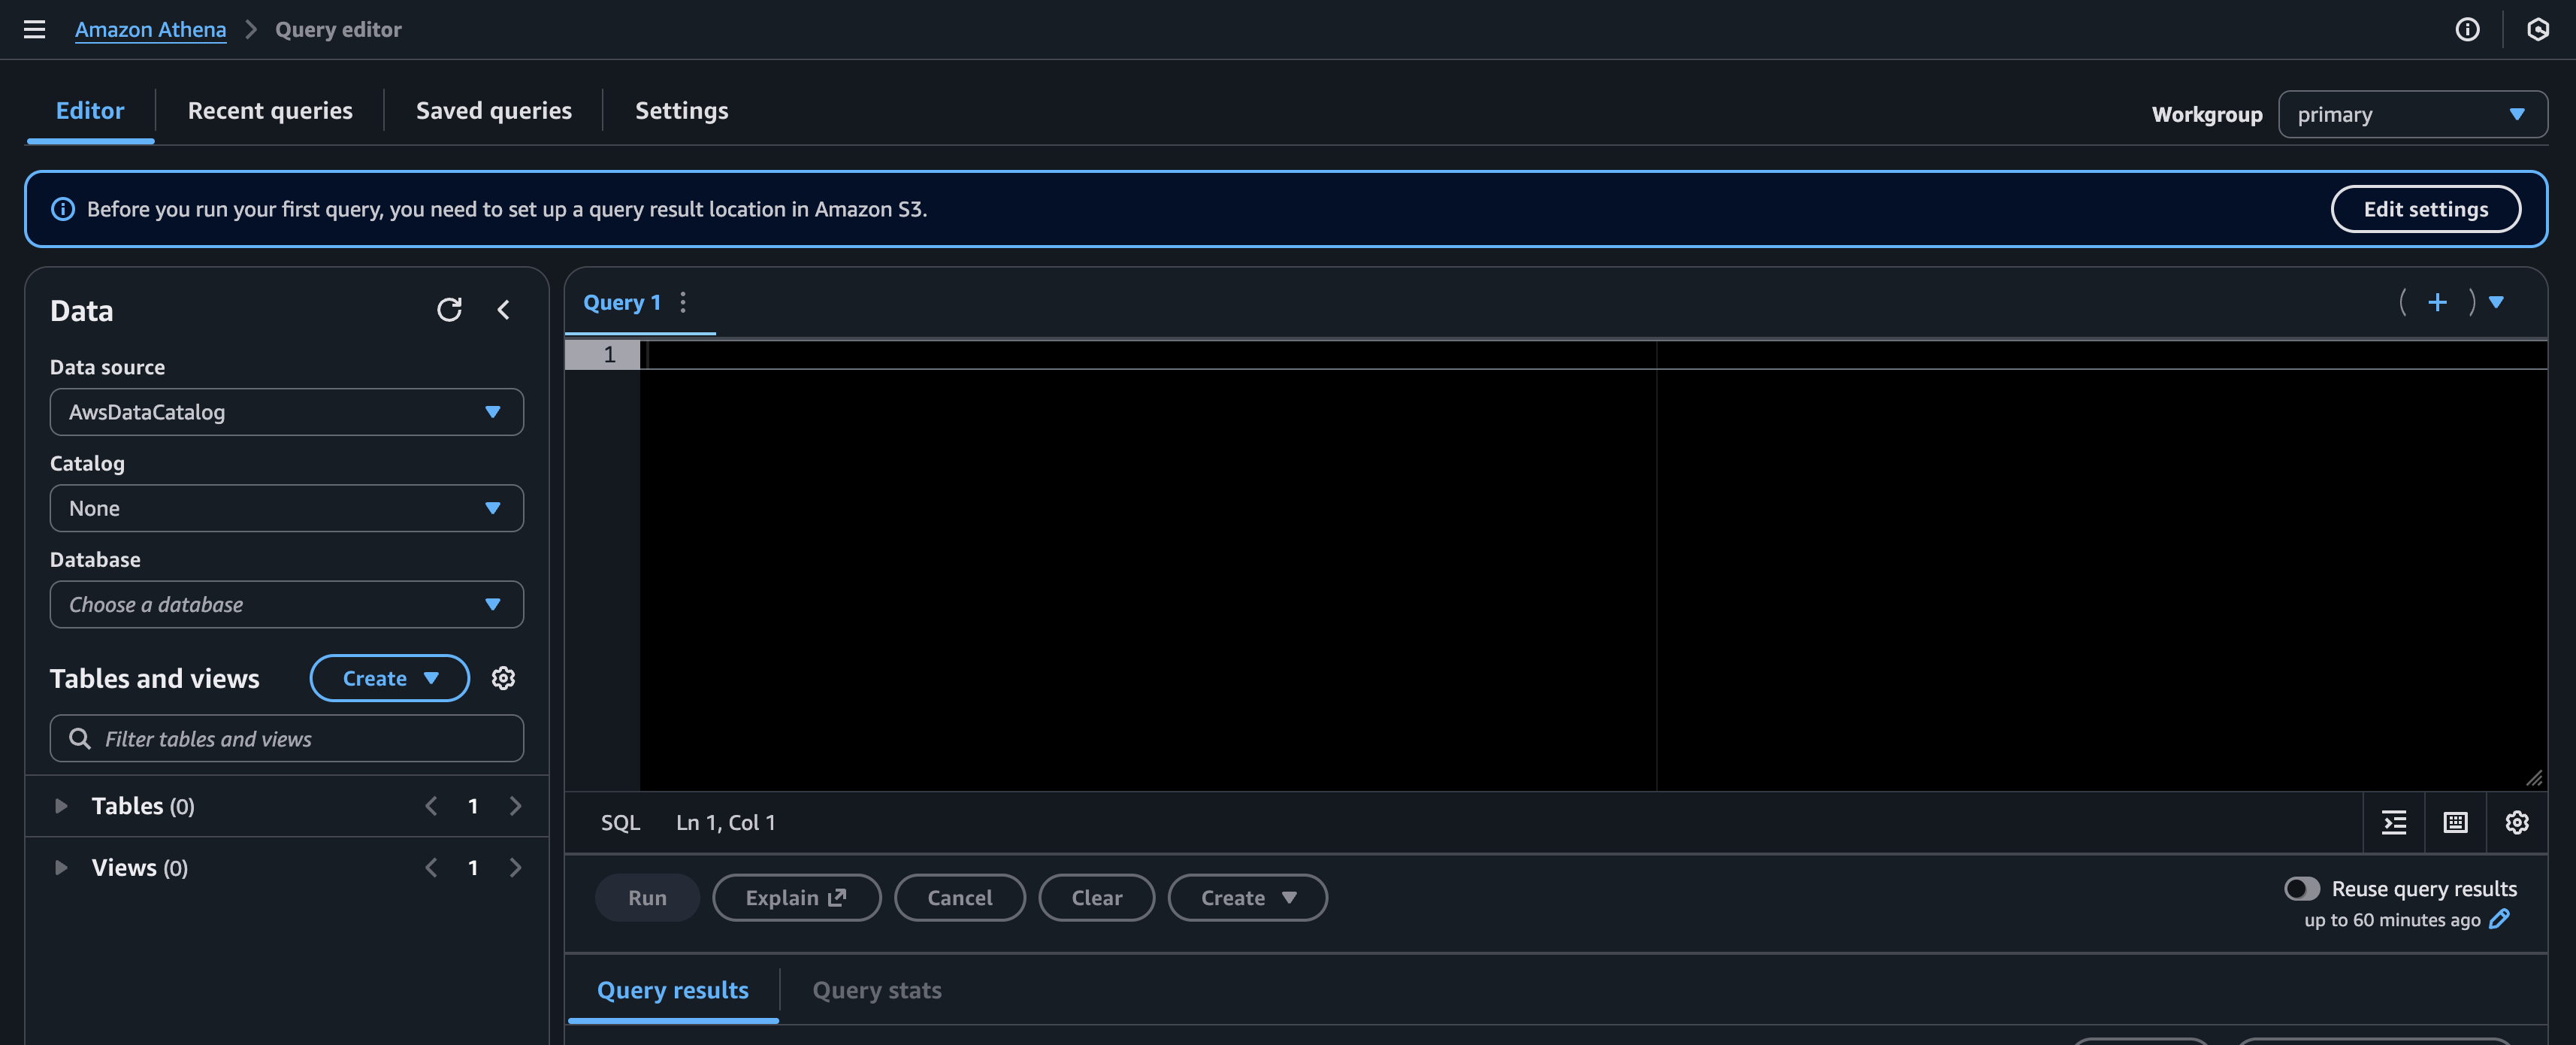 Amazon Athena > Query editor
Editor
Recent queries
Saved queries
Settings
Workgroup
primary
Before you run your first query, you need to set up a query result location in Amazon S3.
Edit settings
Data
Data source
AwsDataCatalog
Catalog
None
Database
Choose a database
Tables and views
Create
Filter tables and views
Tables (0)
1
Views (0)
1
Query 1
( + )
1
SQL
Ln 1, Col 1
Run
Explain
Cancel
Clear
Create
Reuse query results
up to 60 minutes ago
Query results
Query stats